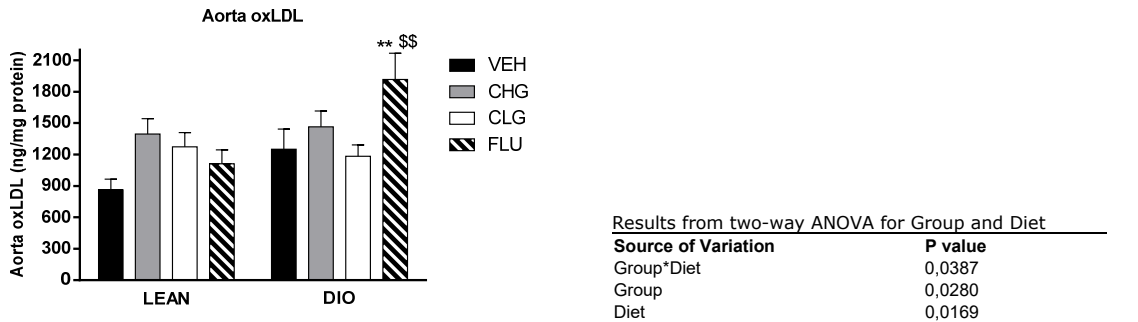 Aorta oxLDL
Aorta oxLDL (ng/mg protein)
2100
1800
1500
1200
900
600
300
0
** $$
LEAN
DIO
VEH
CHG
CLG
FLU
Results from two-way ANOVA for Group and Diet
Source of Variation P value
Group*Diet 0,0387
Group 0,0280
Diet 0,0169